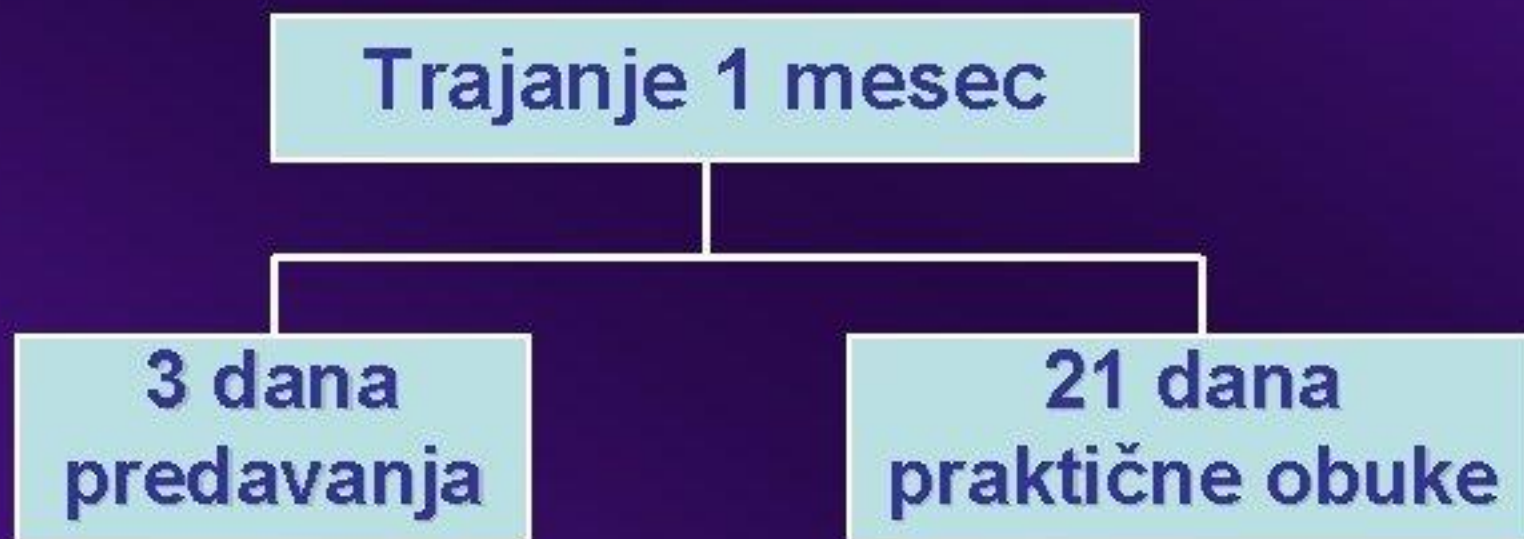 Trajanje 1 mesec
3 dana
predavanja
21 dana
praktične obuke